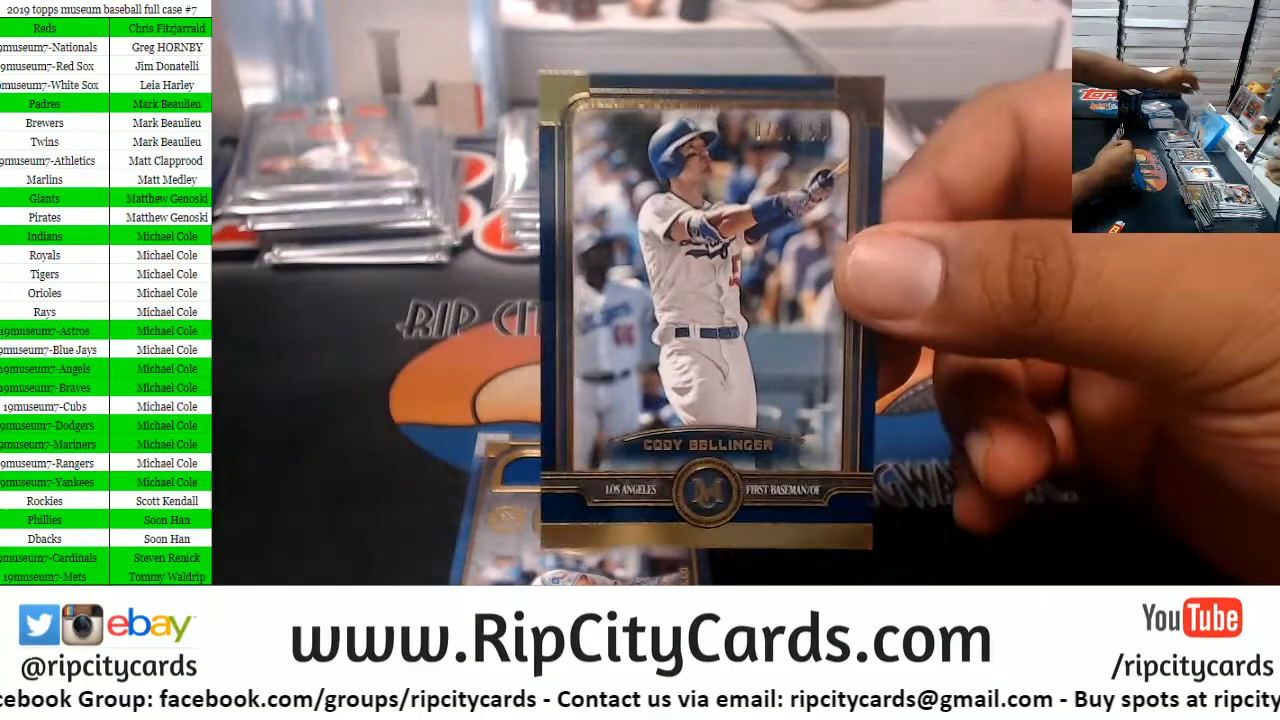 2019 topps museum baseball full case #7
Reds Chris Fitzjarrald
9museum7-Nationals Greg HORNBY
9museum7-Red Sox Jim Donatelli
9museum7-White Sox Leia Harley
Padres Mark Beaulieu
Brewers Mark Beaulieu
Twins Mark Beaulieu
9museum7-Athletics Matt Clapprood
Marlins Matt Medley
Giants Matthew Genoski
Pirates Matthew Genoski
Indians Michael Cole
Royals Michael Cole
Tigers Michael Cole
Orioles Michael Cole
Rays Michael Cole
19museum7-Astros Michael Cole
9museum7-Blue Jays Michael Cole
9museum7-Angels Michael Cole
9museum7-Braves Michael Cole
19museum7-Cubs Michael Cole
9museum7-Dodgers Michael Cole
9museum7-Mariners Michael Cole
9museum7-Rangers Michael Cole
9museum7-Yankees Michael Cole
Rockies Scott Kendall
Phillies Soon Han
Dbacks Soon Han
9museum7-Cardinals Steven Renick
19museum7-Mets Tommy Waldrip
RIP CIT
CODY BELLINGER
LOS ANGELES M FIRST BASEMAN/OF
ebay
@ripcitycards
www.RipCityCards.com
YouTube
/ripcitycards
cebook Group: facebook.com/groups/ripcitycards - Contact us via email: ripcitycards@gmail.com - Buy spots at ripcity